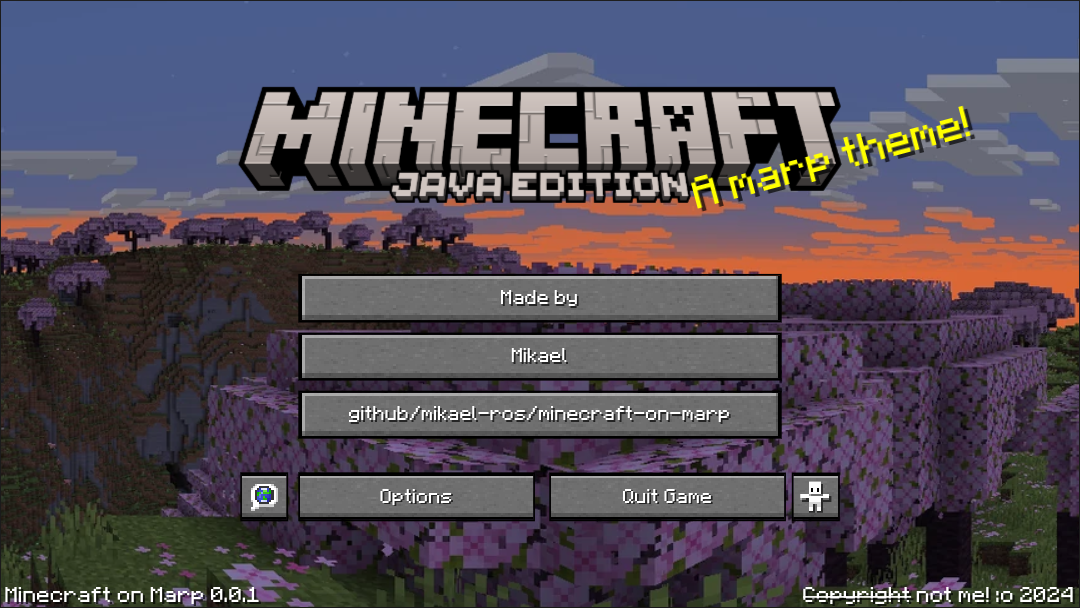 MINECRAFT
JAVA EDITION
A marp theme!
Made by
Mikael
github/mikael-ros/minecraft-on-marp
Options
Quit Game
Minecraft on Marp 0.0.1
Copyright not me! :o 2024